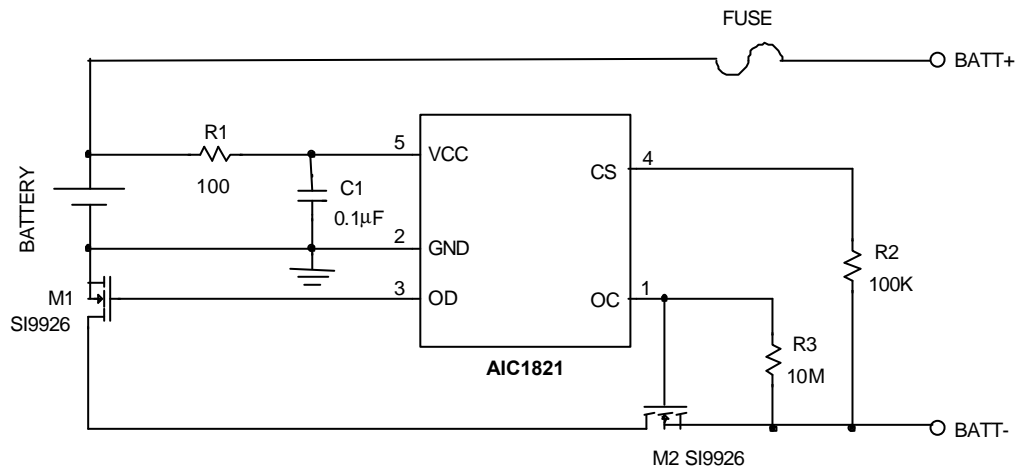 FUSE
BATT+
R1
100
5
VCC
4
CS
C1
0.1µF
BATTERY
2
GND
R2
100K
M1
SI9926
3
OD
1
OC
R3
10M
AIC1821
BATT-
M2 SI9926